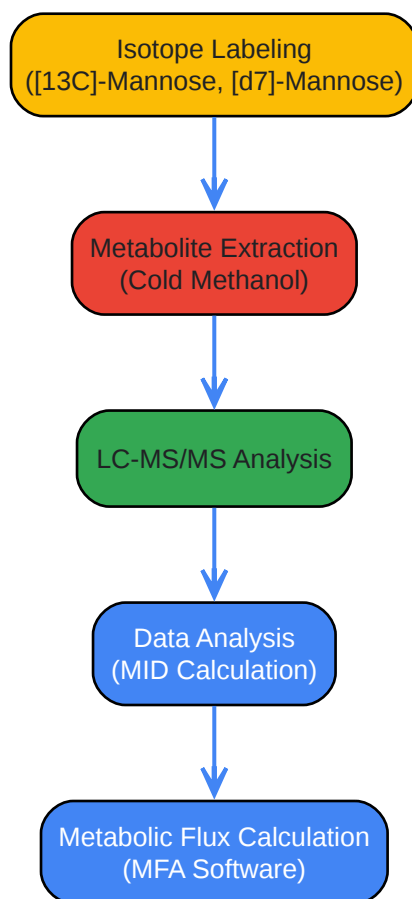 Isotope Labeling
([13C]-Mannose, [d7]-Mannose)
Metabolite Extraction
(Cold Methanol)
LC-MS/MS Analysis
Data Analysis
(MID Calculation)
Metabolic Flux Calculation
(MFA Software)